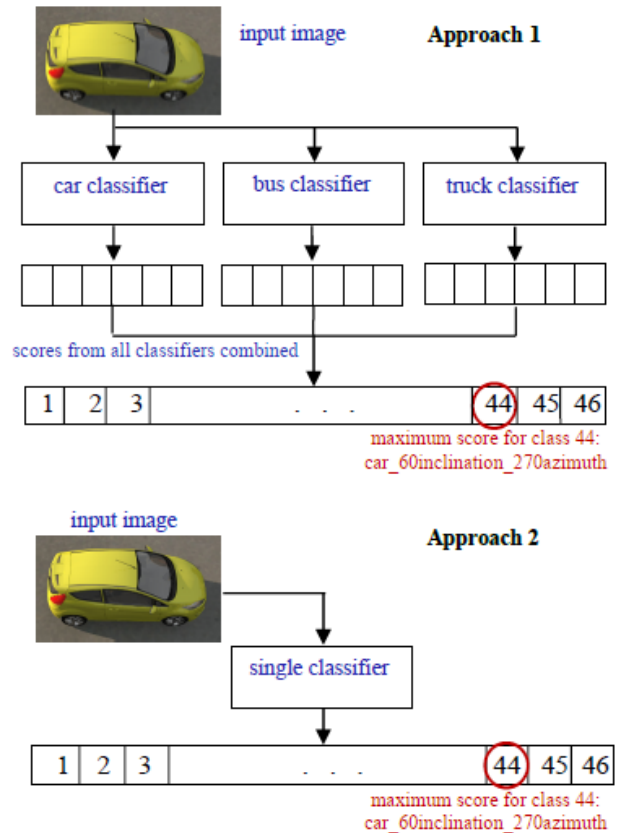 input image
Approach 1
car classifier
bus classifier
truck classifier
scores from all classifiers combined
1 2 3 . . . 44 45 46
maximum score for class 44:
car_60inclination_270azimuth
input image
Approach 2
single classifier
1 2 3 . . . 44 45 46
maximum score for class 44:
car_60inclination_270azimuth